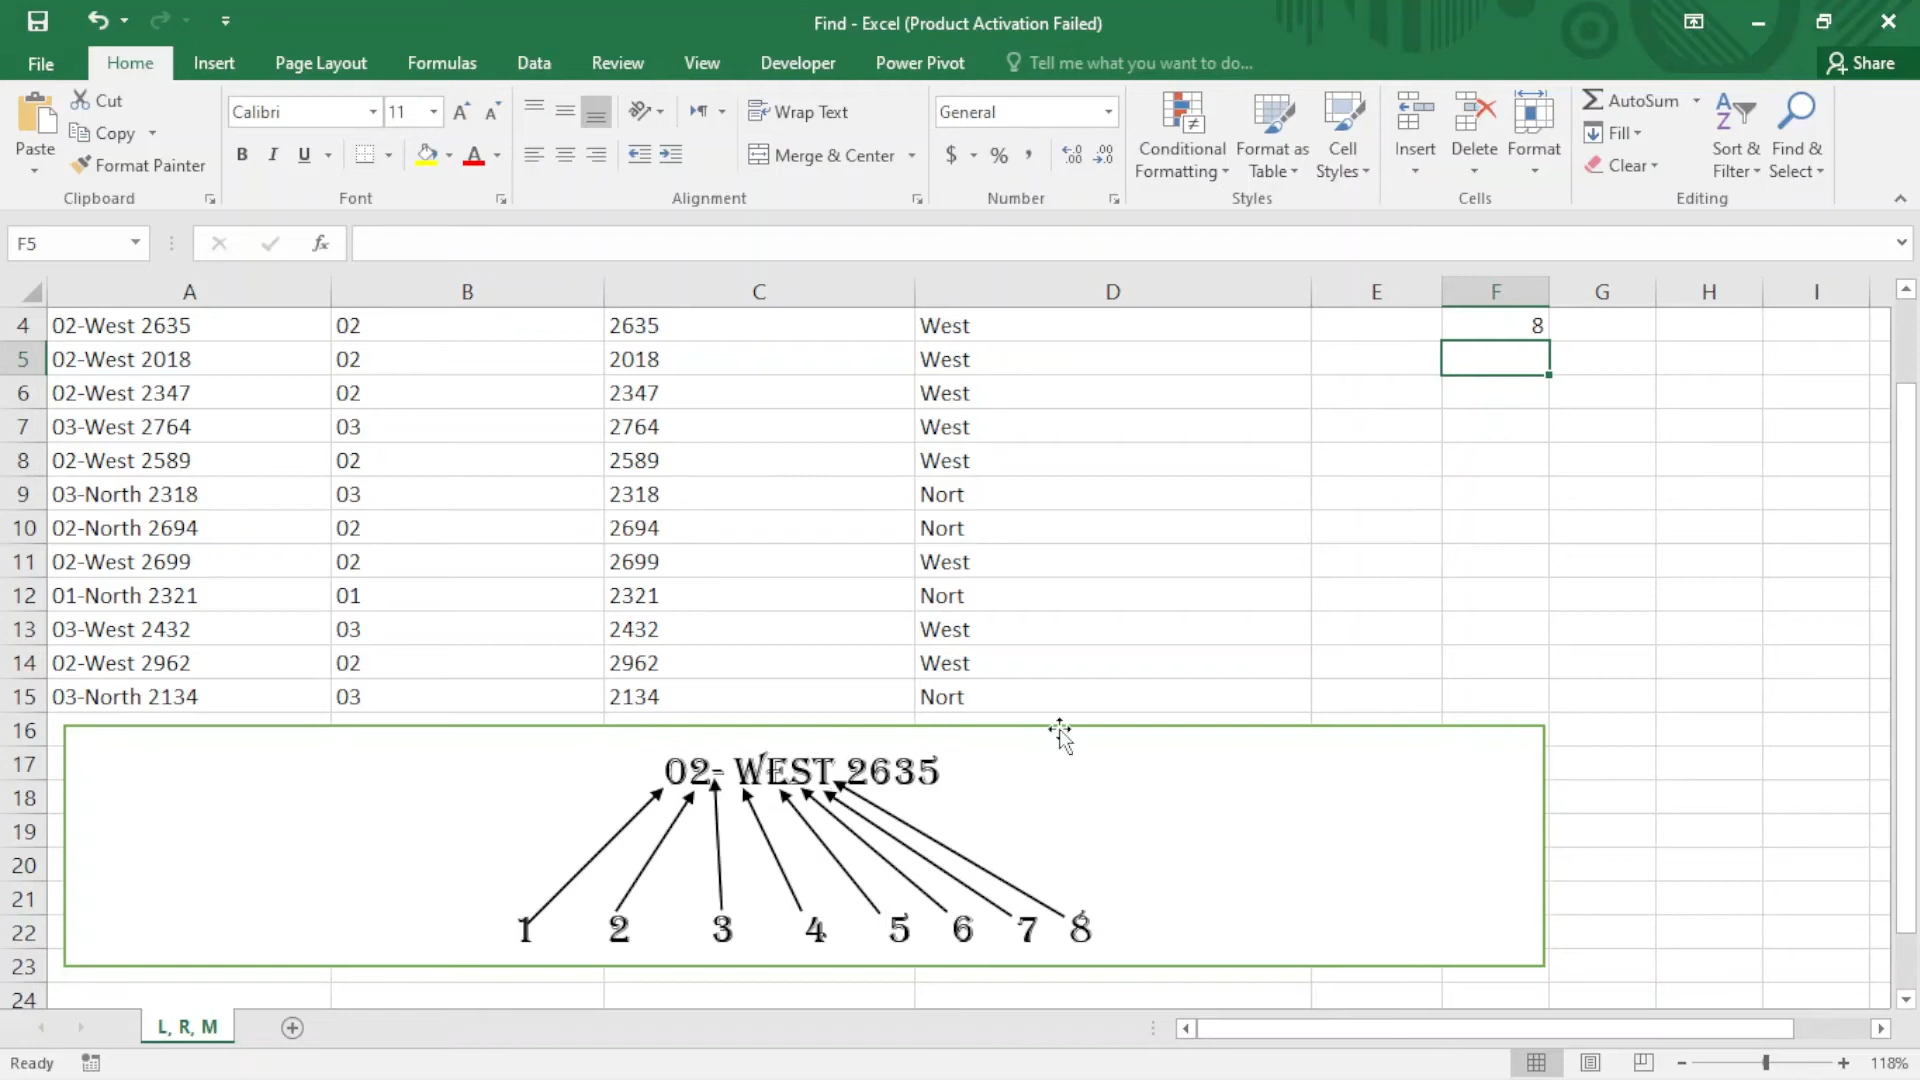 Find - Excel (Product Activation Failed)
File Home Insert Page Layout Formulas Data Review View Developer Power Pivot Tell me what you want to do... Share
Paste Cut Copy Format Painter
Calibri 11 B I U
Wrap Text Merge & Center
General $ % ,
Conditional Formatting Format as Table Cell Styles
Insert Delete Format
AutoSum Fill Clear Sort & Filter Find & Select
Clipboard Font Alignment Number Styles Cells Editing
F5 fx
A B C D E F G H I
4 02-West 2635 02 2635 West 8
5 02-West 2018 02 2018 West
6 02-West 2347 02 2347 West
7 03-West 2764 03 2764 West
8 02-West 2589 02 2589 West
9 03-North 2318 03 2318 Nort
10 02-North 2694 02 2694 Nort
11 02-West 2699 02 2699 West
12 01-North 2321 01 2321 Nort
13 03-West 2432 03 2432 West
14 02-West 2962 02 2962 West
15 03-North 2134 03 2134 Nort
16
17 02- WEST 2635
18
19
20
21
22 1 2 3 4 5 6 7 8
23
24
L, R, M
Ready 118%